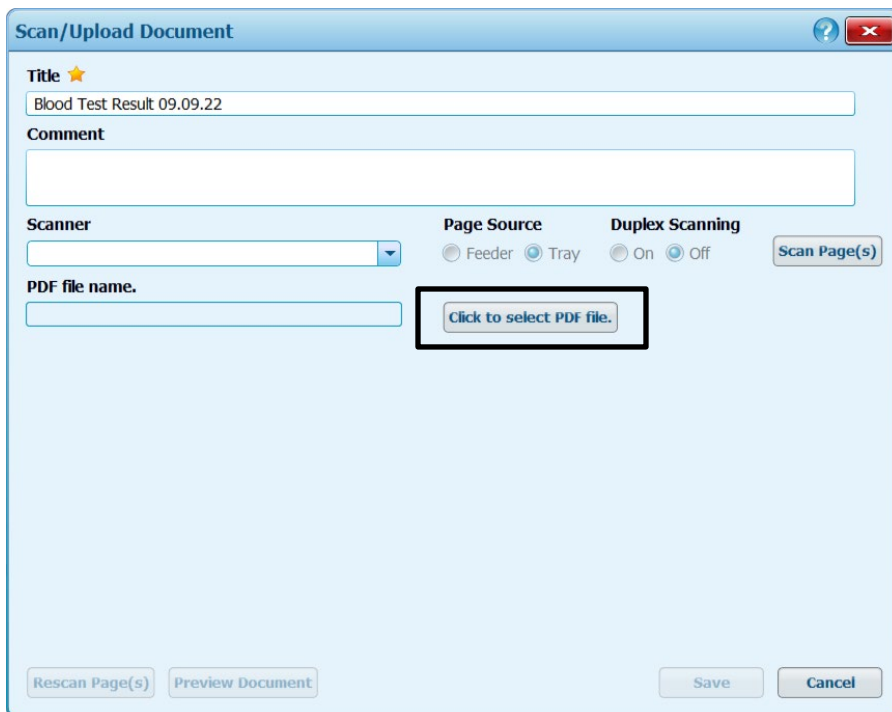 Scan/Upload Document
Title
Blood Test Result 09.09.22
Comment
Scanner
Page Source
Duplex Scanning
Feeder
Tray
On
Off
Scan Page(s)
PDF file name.
Click to select PDF file.
Rescan Page(s)
Preview Document
Save
Cancel